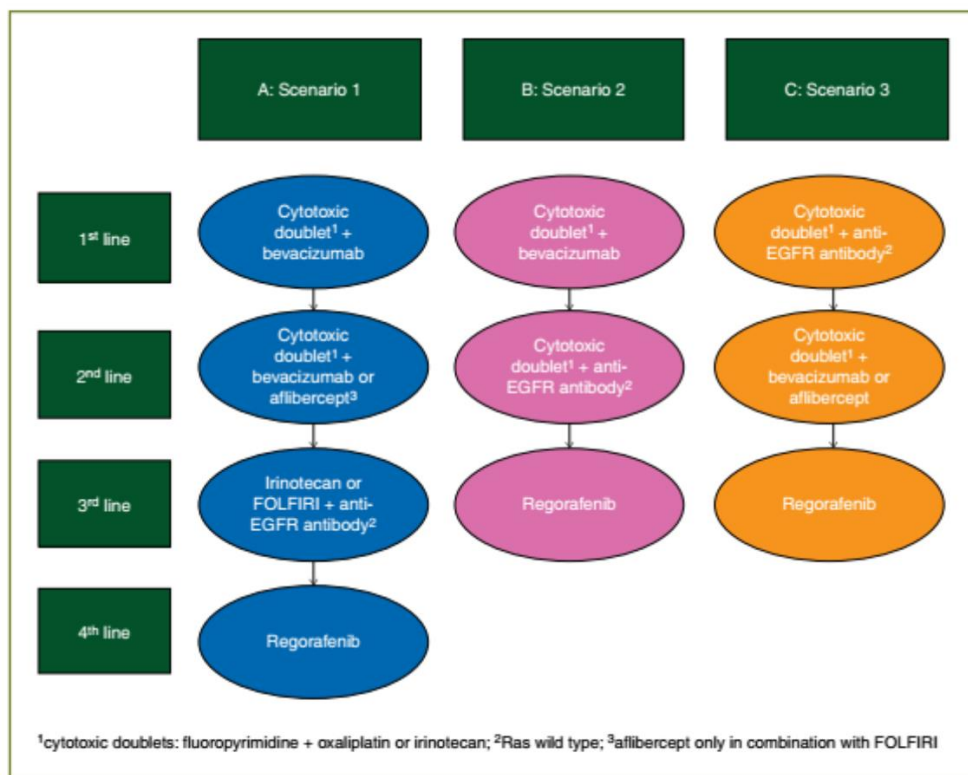 A: Scenario 1
B: Scenario 2
C: Scenario 3
1st line
Cytotoxic
doublet¹ +
bevacizumab
Cytotoxic
doublet¹ +
bevacizumab
Cytotoxic
doublet¹ + anti-
EGFR antibody²
2nd line
Cytotoxic
doublet¹ +
bevacizumab or
aflibercept³
Cytotoxic
doublet¹ + anti-
EGFR antibody²
Cytotoxic
doublet¹ +
bevacizumab or
aflibercept
3rd line
Irinotecan or
FOLFIRI + anti-
EGFR antibody²
Regorafenib
Regorafenib
4th line
Regorafenib
¹cytotoxic doublets: fluoropyrimidine + oxaliplatin or irinotecan; ²Ras wild type; ³aflibercept only in combination with FOLFIRI